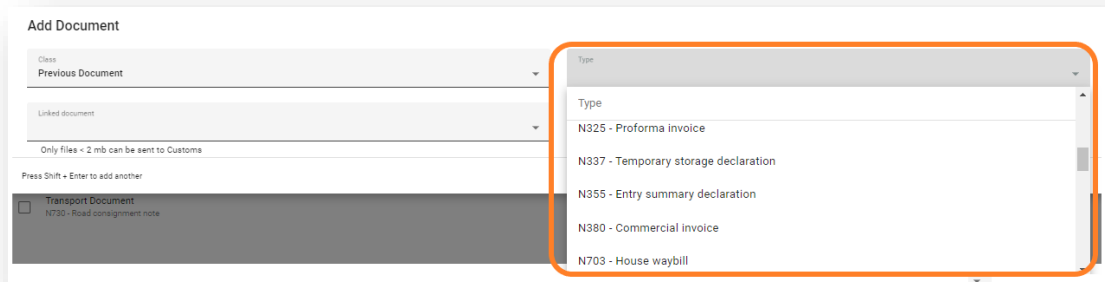 Add Document
Class
Previous Document
Type
Linked document
Only files < 2 mb can be sent to Customs
Press Shift + Enter to add another
Transport Document
N730 - Road consignment note
Type
N325 - Proforma invoice
N337 - Temporary storage declaration
N355 - Entry summary declaration
N380 - Commercial invoice
N703 - House waybill